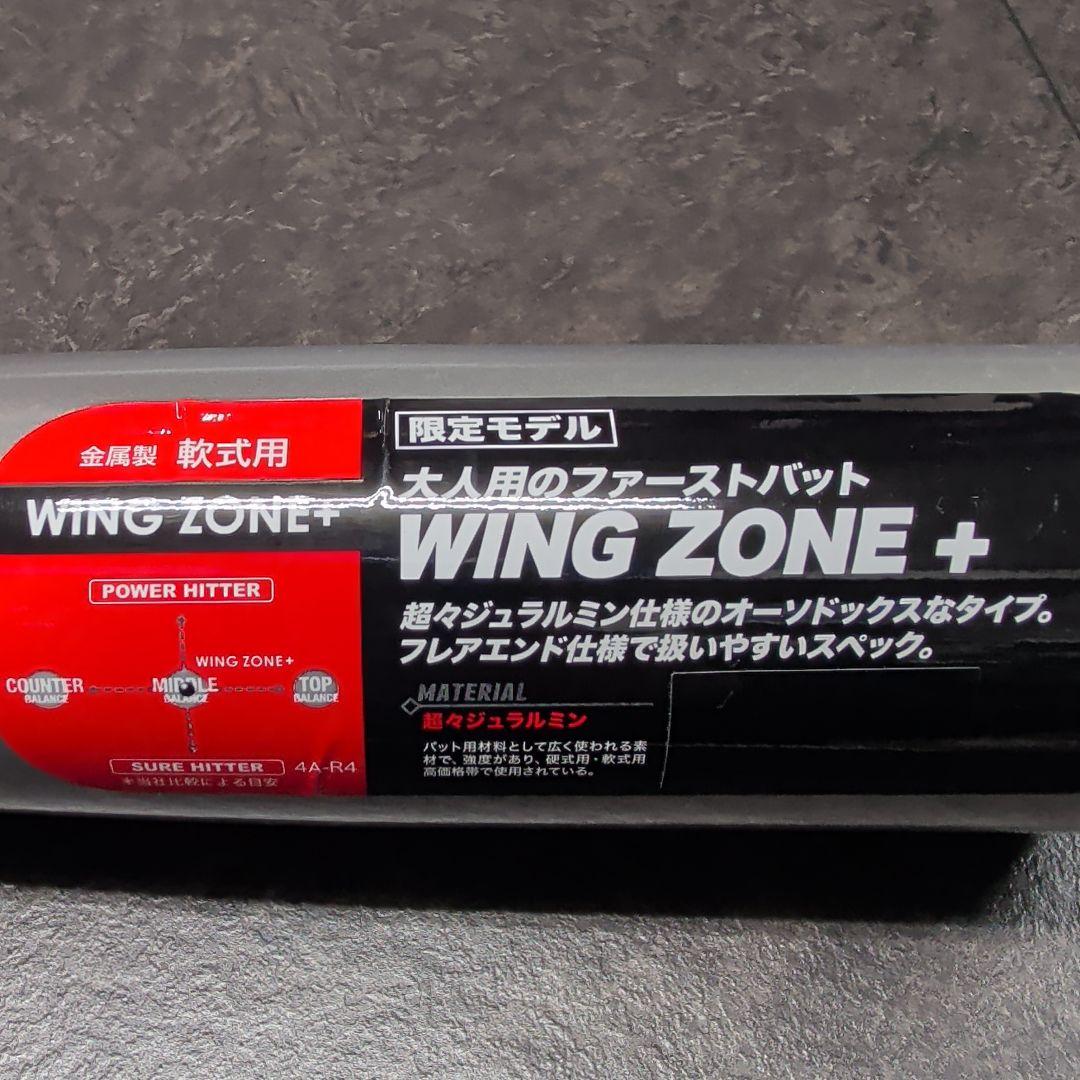 金属製 軟式用
WING ZONE+
POWER HITTER
WING ZONE+
COUNTER BALANCE
MIDDLE BALANCE
TOP BALANCE
SURE HITTER
4A-R4
*当社比較による目安
限定モデル
大人用のファーストバット
WING ZONE +
超々ジュラルミン仕様のオーソドックスなタイプ。
フレアエンド仕様で扱いやすいスペック。
MATERIAL
超々ジュラルミン
バット用材料として広く使われる素
材で、強度があり、硬式用・軟式用
高価格帯で使用されている。